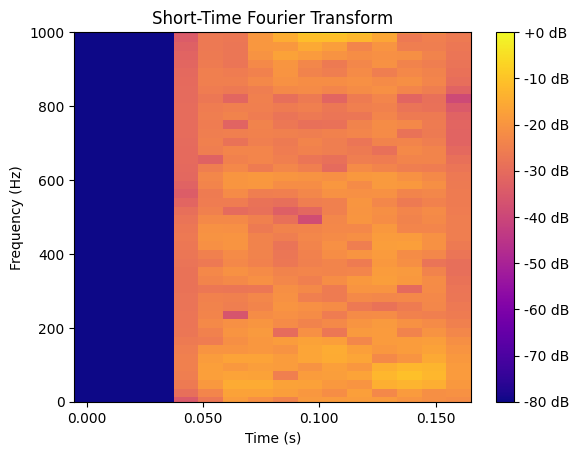 Short-Time Fourier Transform
1000
800
600
400
200
0
Frequency (Hz)
0.000
0.050
0.100
0.150
Time (s)
+0 dB
-10 dB
-20 dB
-30 dB
-40 dB
-50 dB
-60 dB
-70 dB
-80 dB